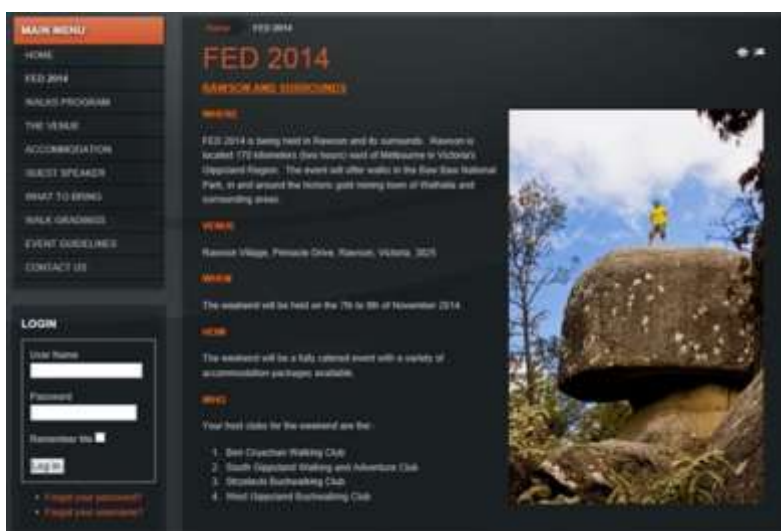 MAIN MENU
HOME
FED 2014
WALKS PROGRAM
THE VENUE
ACCOMMODATION
GUEST SPEAKER
WHAT TO BRING
WALK GRADINGS
EVENT GUIDELINES
CONTACT US
LOGIN
User Name
Password
Remember Me
Log in
Forgot your password?
Forgot your username?
Home FED 2014
FED 2014
RAWSON AND SURROUNDS
WHERE
FED 2014 is being held in Rawson and its surrounds. Rawson is
located 170 kilometers (two hours) east of Melbourne in Victoria's
Gippsland Region. The event will offer walks in the Baw Baw National
Park, in and around the historic gold mining town of Walhalla and
surrounding areas.
VENUE
Rawson Village, Pinnacle Drive, Rawson, Victoria, 3825
WHEN
The weekend will be held on the 7th to 9th of November 2014
HOW
The weekend will be a fully catered event with a variety of
accommodation packages available.
WHO
Your host clubs for the weekend are the:
1. Ben Cruachan Walking Club
2. South Gippsland Walking and Adventure Club
3. Strzelecki Bushwalking Club
4. West Gippsland Bushwalking Club